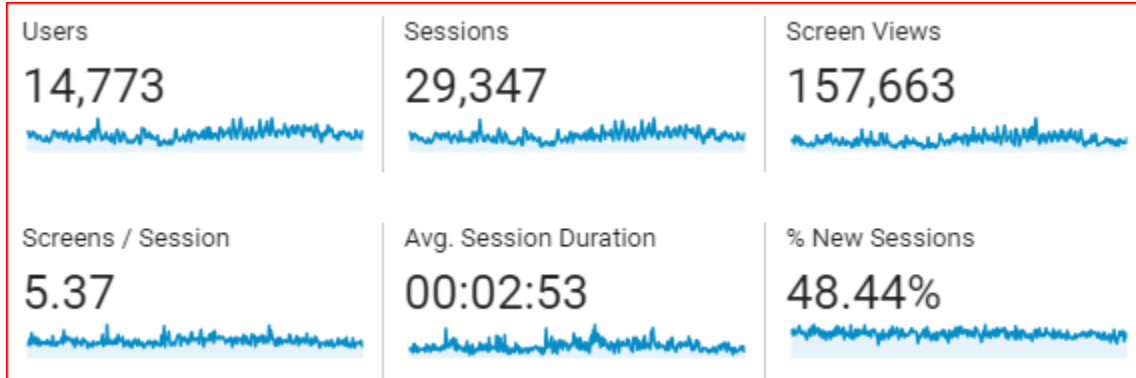 Users
14,773
Sessions
29,347
Screen Views
157,663
Screens / Session
5.37
Avg. Session Duration
00:02:53
% New Sessions
48.44%